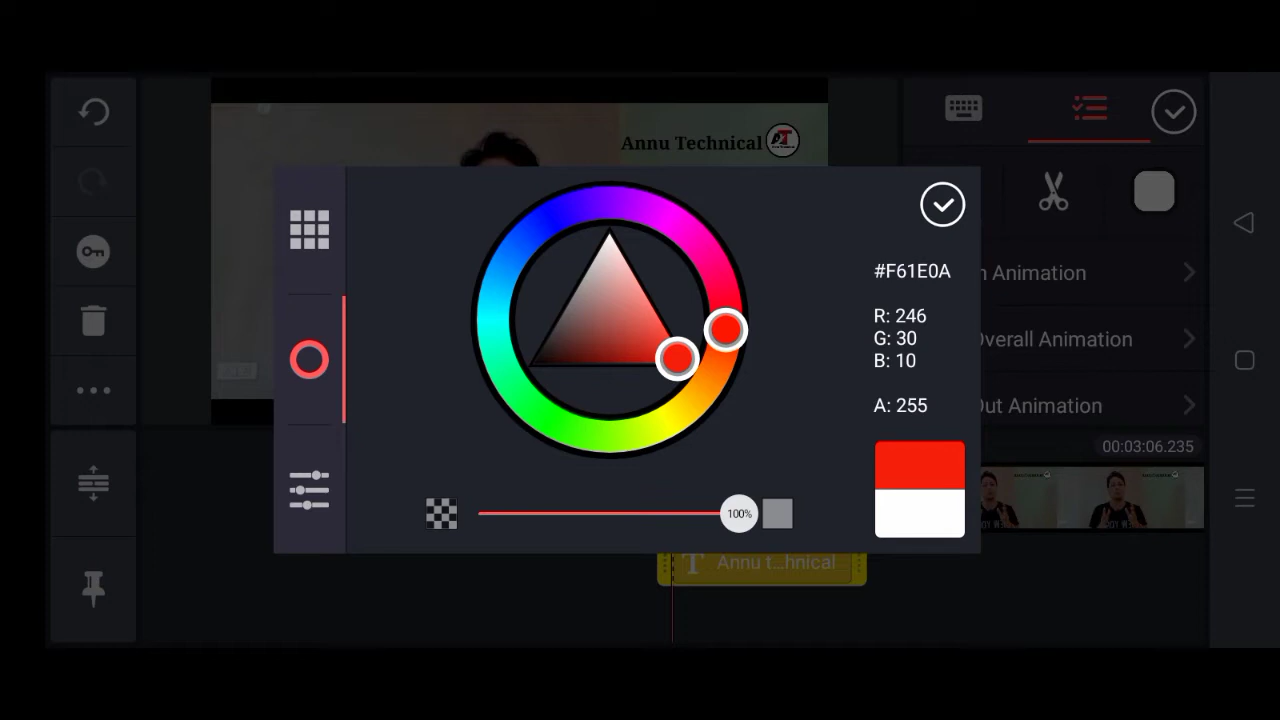 Annu Technical
#F61E0A
R: 246
G: 30
B: 10
A: 255
100%
n Animation
Overall Animation
Out Animation
00:03:06.235
T Annu t...hnical